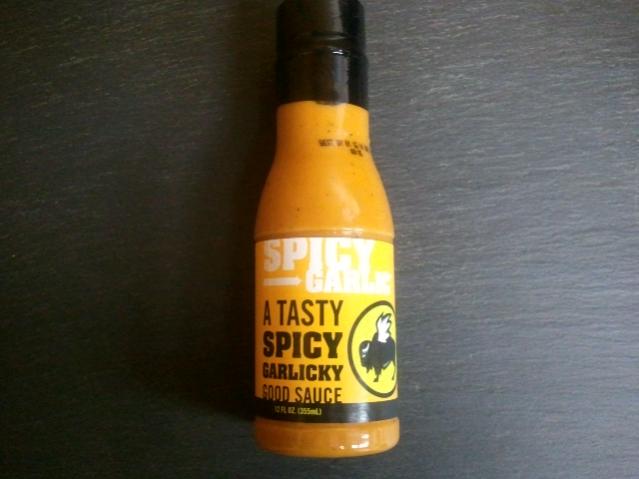 SPICY
GARLIC
A TASTY
SPICY
GARLICKY
GOOD SAUCE
12 FL OZ. (355mL)